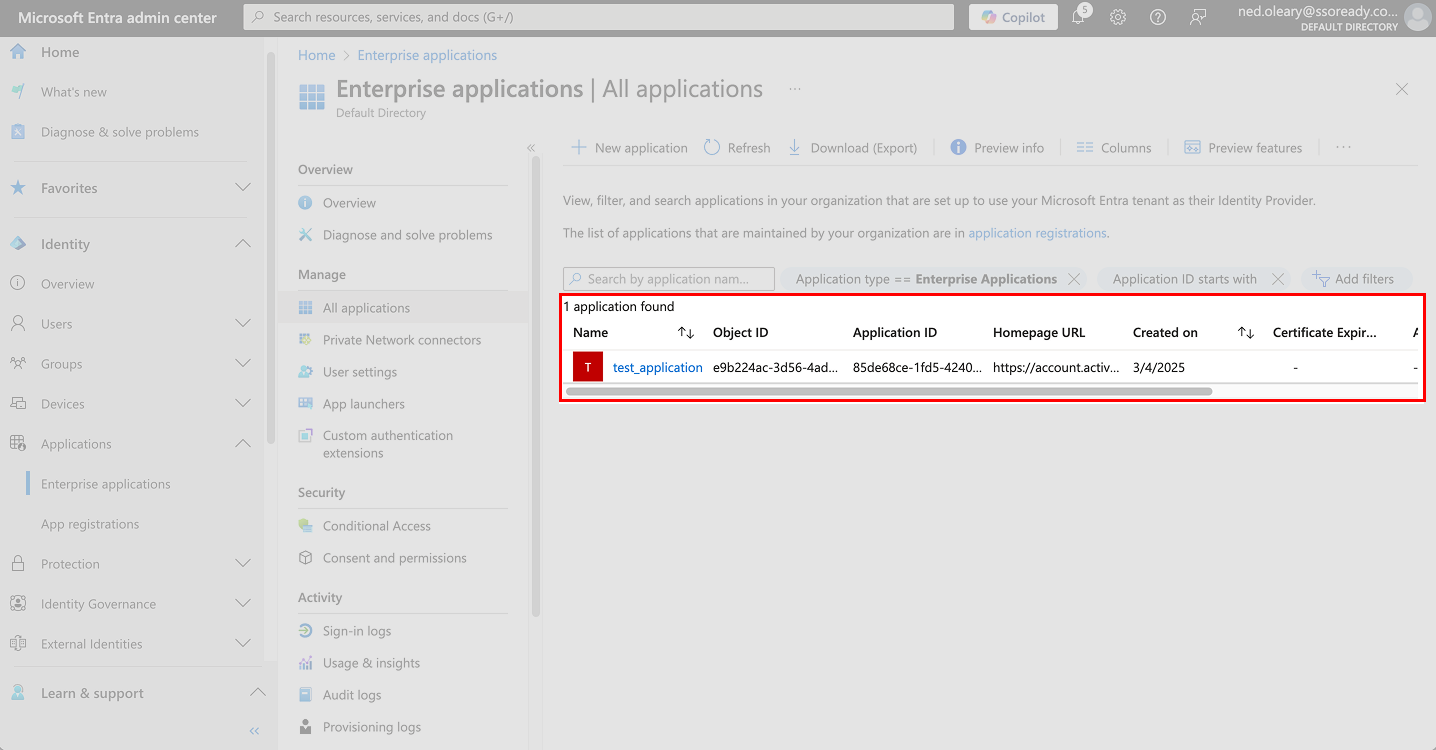 Microsoft Entra admin center
Search resources, services, and docs (G+/)
Copilot
5
ned.oleary@ssoready.co...
DEFAULT DIRECTORY
Home
What's new
Diagnose & solve problems
Favorites
Identity
Overview
Users
Groups
Devices
Applications
Enterprise applications
App registrations
Protection
Identity Governance
External Identities
Learn & support
Home > Enterprise applications
Enterprise applications | All applications ...
Default Directory
Overview
Overview
Diagnose and solve problems
Manage
All applications
Private Network connectors
User settings
App launchers
Custom authentication
extensions
Security
Conditional Access
Consent and permissions
Activity
Sign-in logs
Usage & insights
Audit logs
Provisioning logs
New application Refresh Download (Export) Preview info Columns Preview features ...
View, filter, and search applications in your organization that are set up to use your Microsoft Entra tenant as their Identity Provider.
The list of applications that are maintained by your organization are in application registrations.
Search by application nam... Application type == Enterprise Applications Application ID starts with Add filters
1 application found
Name Object ID Application ID Homepage URL Created on Certificate Expir...
T test_application e9b224ac-3d56-4ad... 85de68ce-1fd5-4240... https://account.activ... 3/4/2025 - -